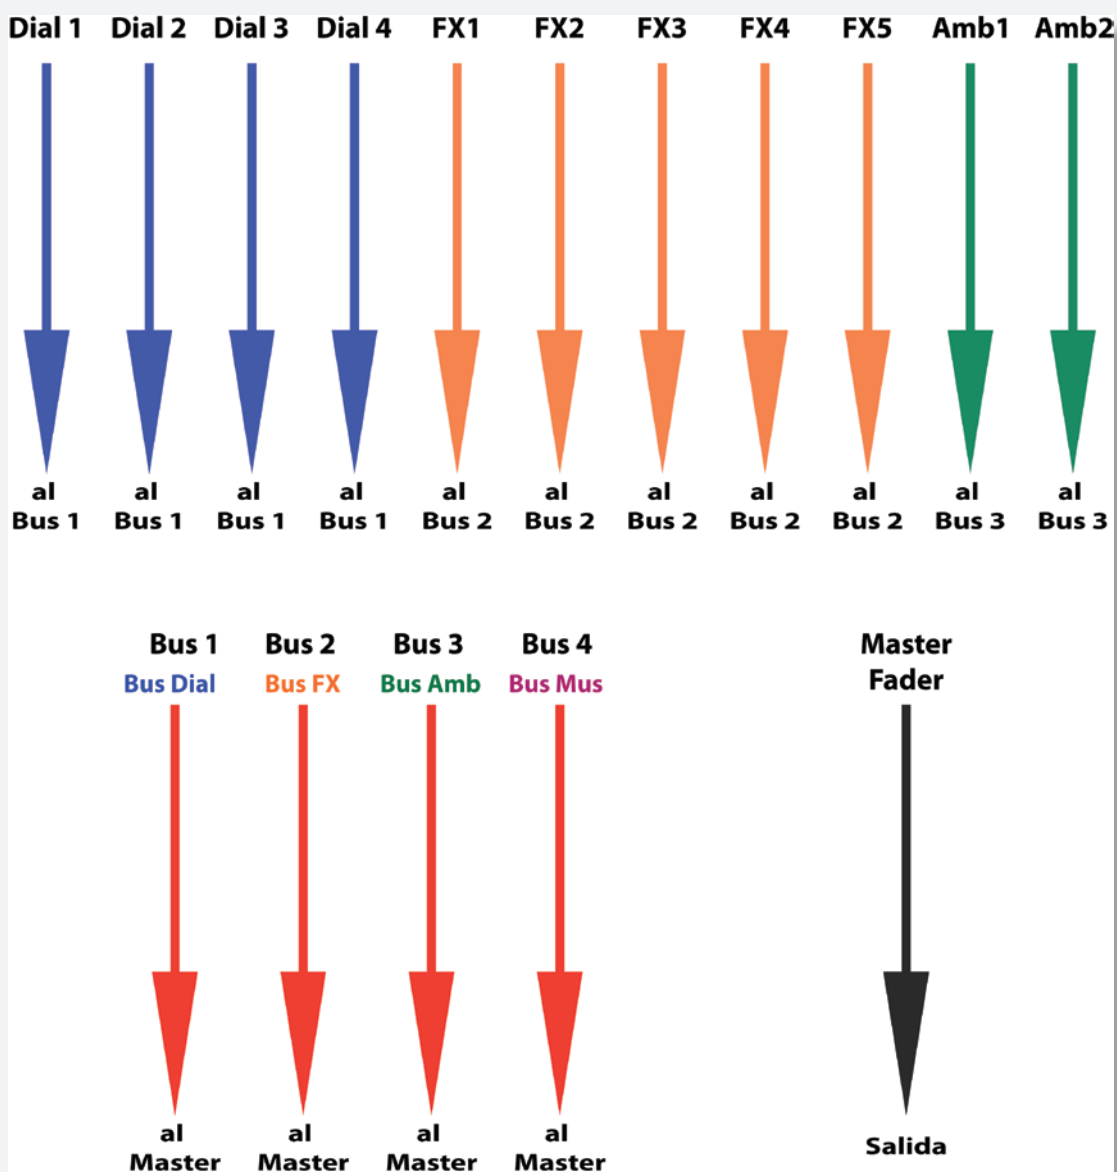 Dial 1 Dial 2 Dial 3 Dial 4 FX1 FX2 FX3 FX4 FX5 Amb1 Amb2
al al al al al al al al al al al
Bus 1 Bus 1 Bus 1 Bus 1 Bus 2 Bus 2 Bus 2 Bus 2 Bus 2 Bus 3 Bus 3
Bus 1 Bus 2 Bus 3 Bus 4 Master
Bus Dial Bus FX Bus Amb Bus Mus Fader
al al al al
Master Master Master Master
Salida